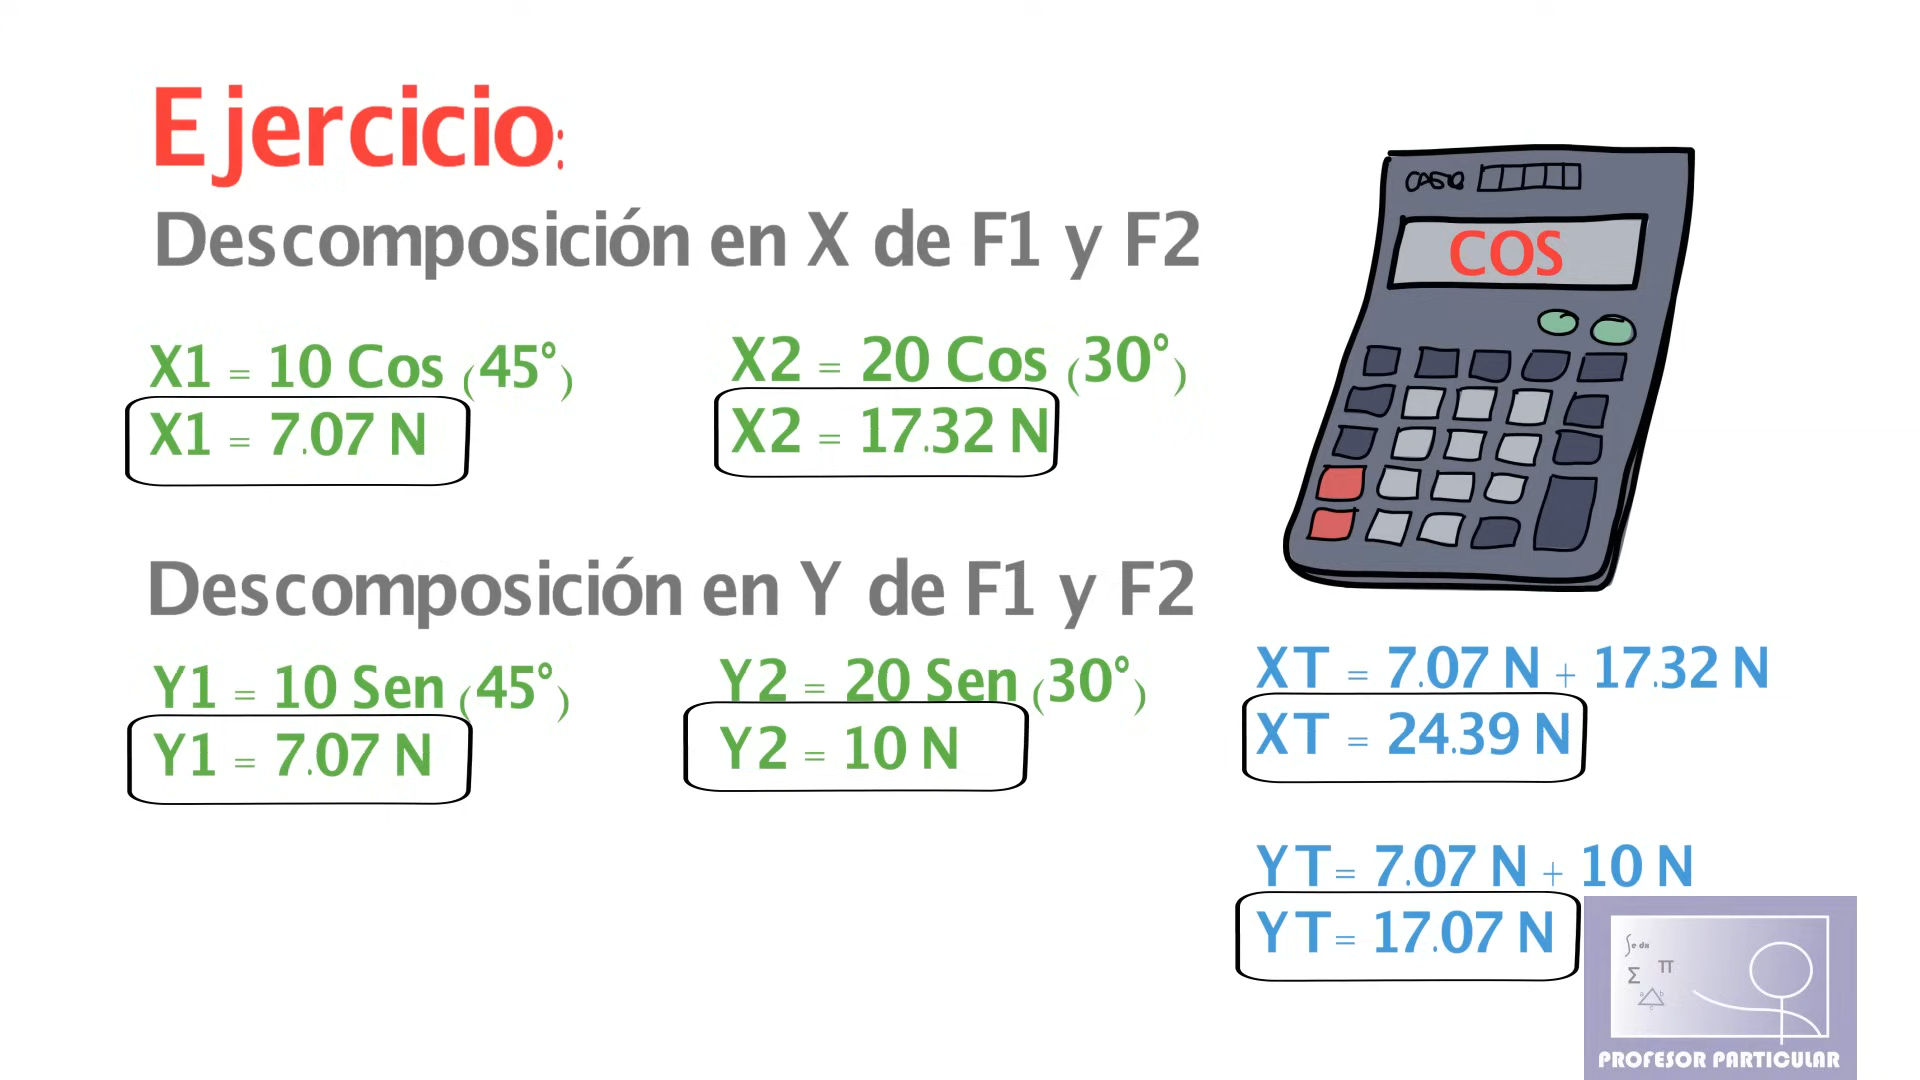 Ejercicio:
Descomposición en X de F1 y F2
X1 = 10 Cos (45°)
X1 = 7.07 N
X2 = 20 Cos (30°)
X2 = 17.32 N
COS
Descomposición en Y de F1 y F2
Y1 = 10 Sen (45°)
Y1 = 7.07 N
Y2 = 20 Sen (30°)
Y2 = 10 N
XT = 7.07 N + 17.32 N
XT = 24.39 N
YT= 7.07 N + 10 N
YT= 17.07 N
∫e dx
Σ π
a b
c
PROFESOR PARTICULAR